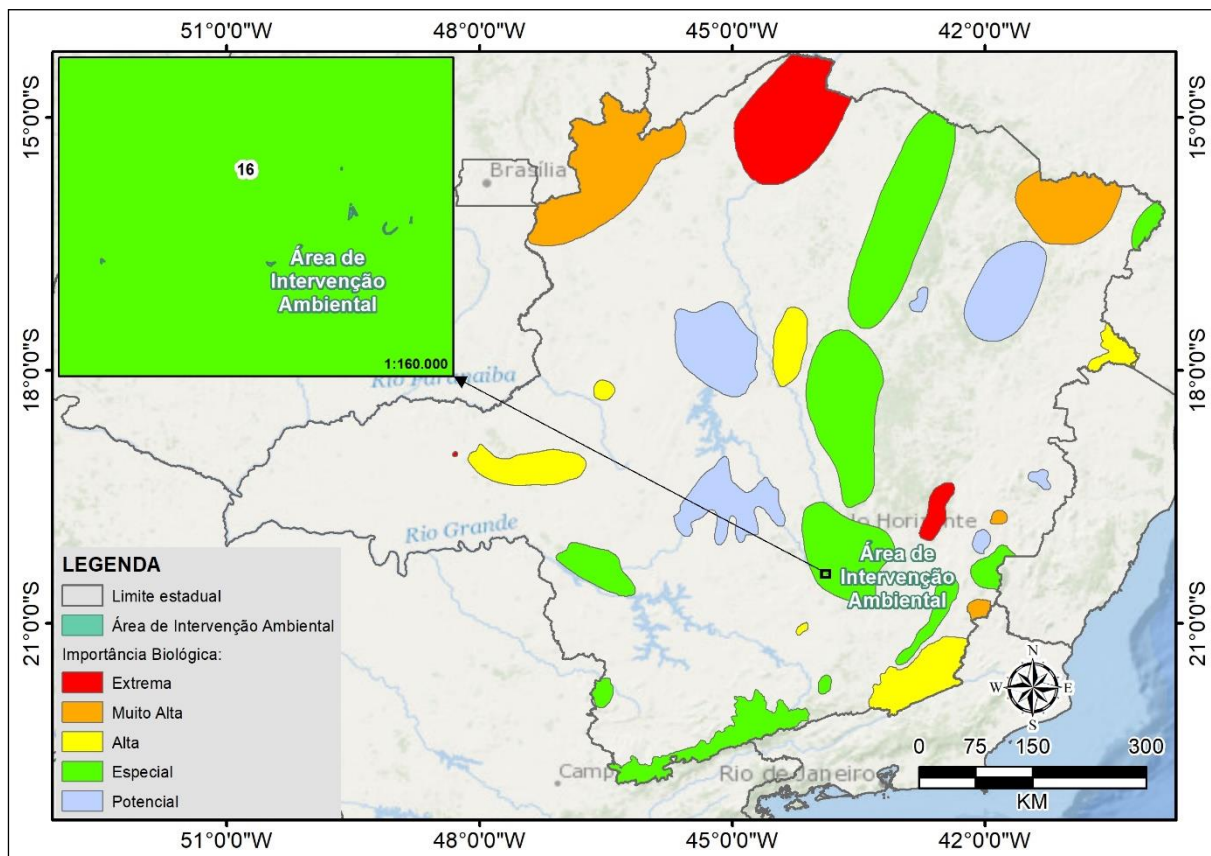 51°0'0"W
48°0'0"W
45°0'0"W
42°0'0"W
15°0'0"S
18°0'0"S
21°0'0"S
16
Área de
Intervenção
Ambiental
1:160.000
Brasília
Rio Paranaíba
Rio Grande
lo Horizonte
Área de
Intervenção
Ambiental
LEGENDA
Limite estadual
Área de Intervenção Ambiental
Importância Biológica:
Extrema
Muito Alta
Alta
Especial
Potencial
Camp
Rio de Janeiro
N
W
E
S
0 75 150 300
KM
15°0'0"S
18°0'0"S
21°0'0"S
51°0'0"W
48°0'0"W
45°0'0"W
42°0'0"W